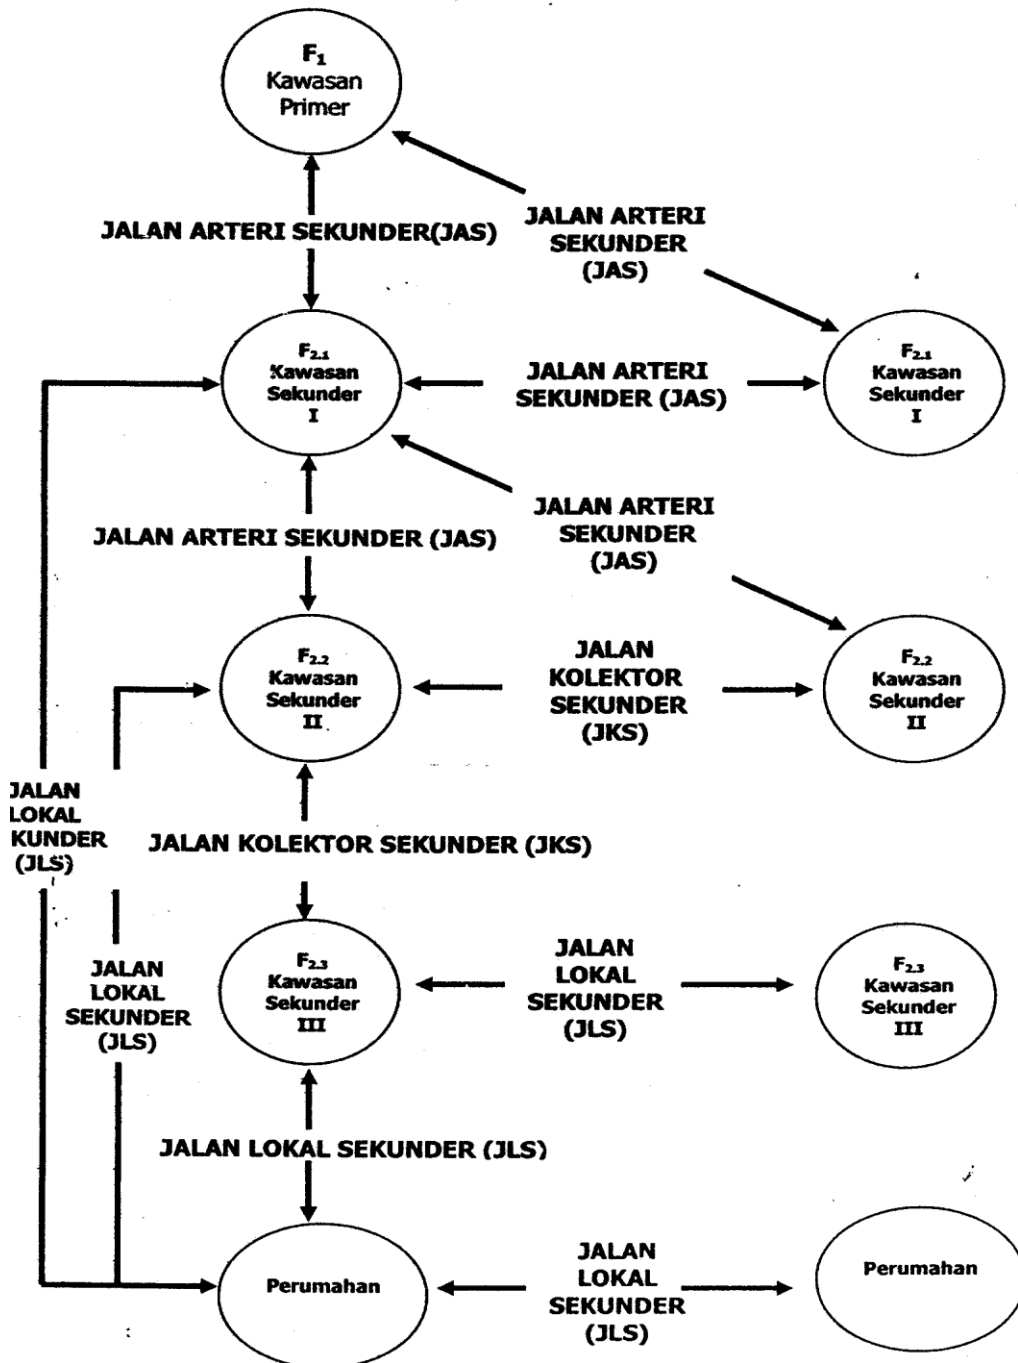 F1
Kawasan
Primer
JALAN ARTERI SEKUNDER(JAS)
JALAN ARTERI
SEKUNDER
(JAS)
F2.1
Kawasan
Sekunder
I
JALAN ARTERI
SEKUNDER (JAS)
F2.1
Kawasan
Sekunder
I
JALAN ARTERI SEKUNDER (JAS)
JALAN ARTERI
SEKUNDER
(JAS)
F2.2
Kawasan
Sekunder
II
JALAN
KOLEKTOR
SEKUNDER
(JKS)
F2.2
Kawasan
Sekunder
II
JALAN
LOKAL
KUNDER
(JLS)
JALAN KOLEKTOR SEKUNDER (JKS)
JALAN
LOKAL
SEKUNDER
(JLS)
F2.3
Kawasan
Sekunder
III
JALAN
LOKAL
SEKUNDER
(JLS)
F2.3
Kawasan
Sekunder
III
JALAN LOKAL SEKUNDER (JLS)
Perumahan
JALAN
LOKAL
SEKUNDER
(JLS)
Perumahan